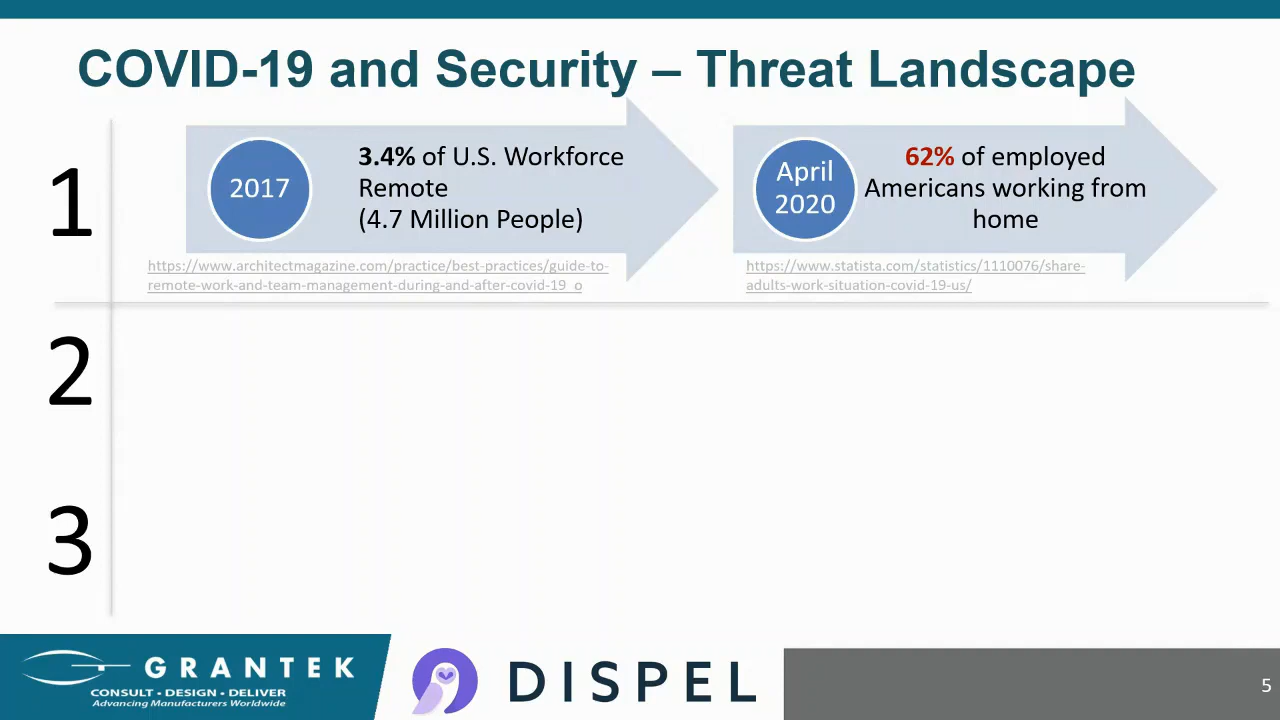 COVID-19 and Security – Threat Landscape
1
2017
3.4% of U.S. Workforce
Remote
(4.7 Million People)
https://www.architectmagazine.com/practice/best-practices/guide-to-
remote-work-and-team-management-during-and-after-covid-19_o
April
2020
62% of employed
Americans working from
home
https://www.statista.com/statistics/1110076/share-
adults-work-situation-covid-19-us/
2
3
GRANTEK
CONSULT • DESIGN • DELIVER
Advancing Manufacturers Worldwide
DISPEL
5